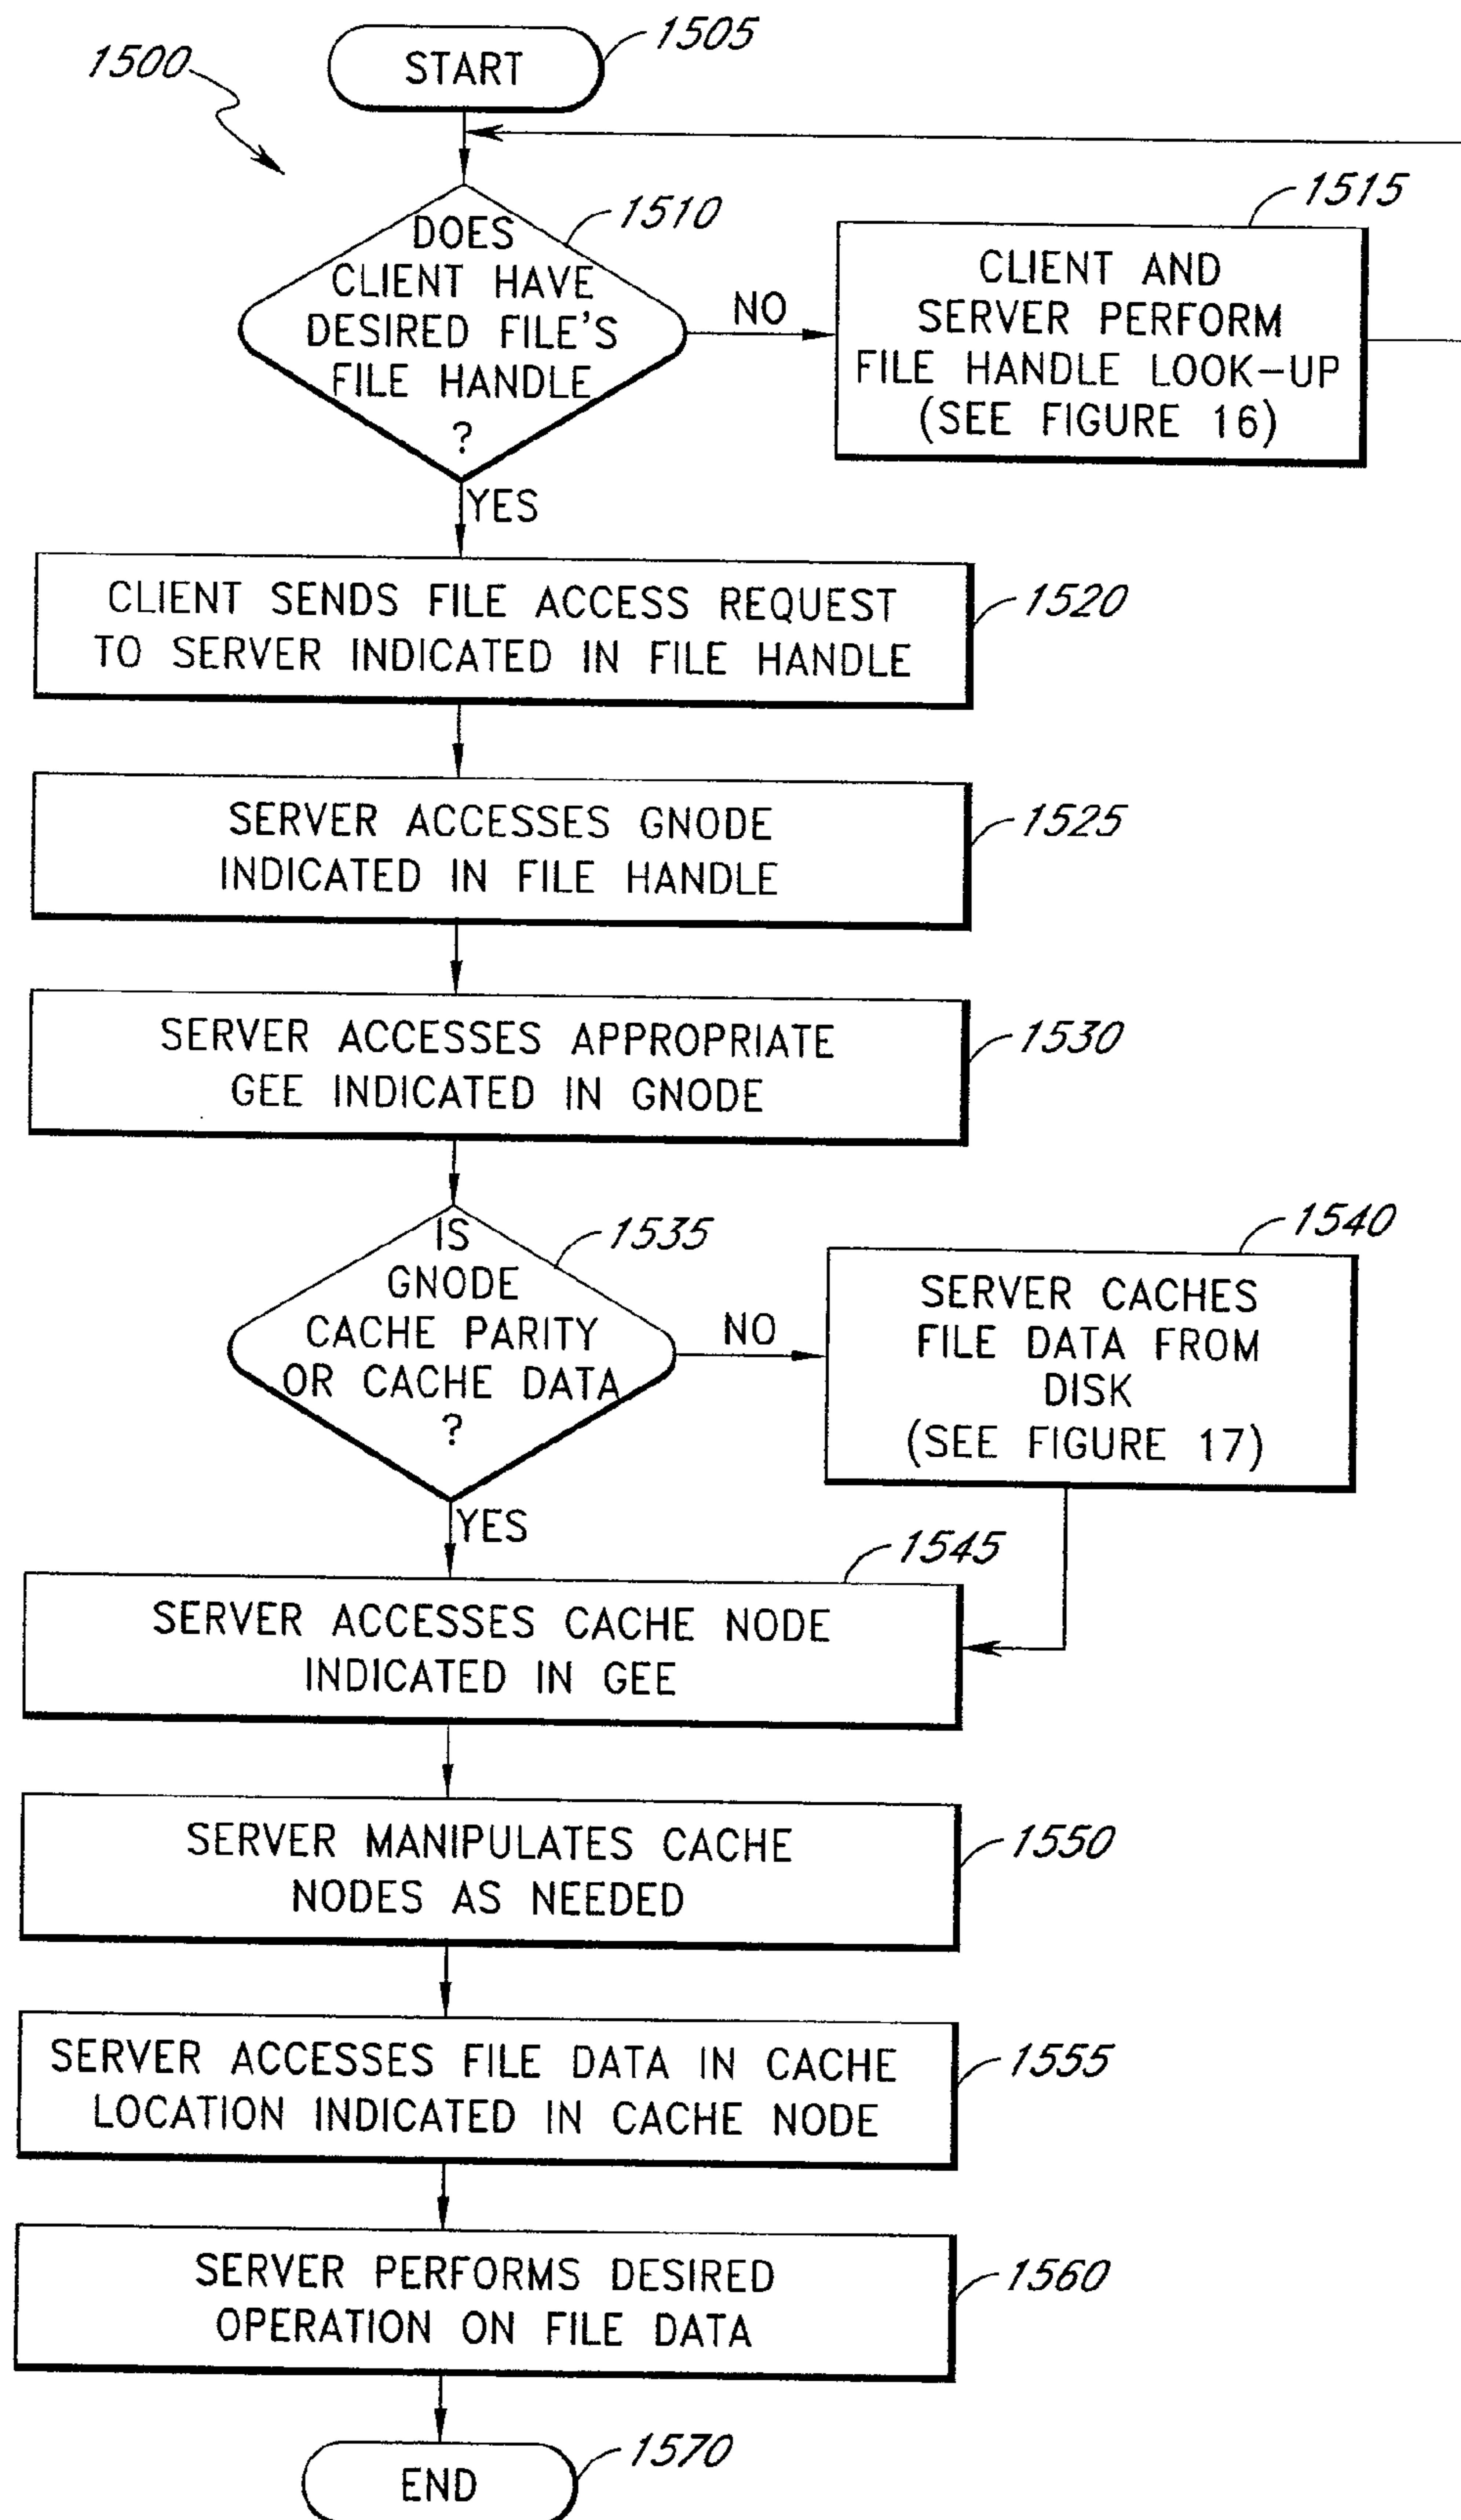 1500
START
1505
DOES
CLIENT HAVE
DESIRED FILE'S
FILE HANDLE
?
1510
NO
CLIENT AND
SERVER PERFORM
FILE HANDLE LOOK-UP
(SEE FIGURE 16)
1515
YES
CLIENT SENDS FILE ACCESS REQUEST
TO SERVER INDICATED IN FILE HANDLE
1520
SERVER ACCESSES GNODE
INDICATED IN FILE HANDLE
1525
SERVER ACCESSES APPROPRIATE
GEE INDICATED IN GNODE
1530
IS
GNODE
CACHE PARITY
OR CACHE DATA
?
1535
NO
SERVER CACHES
FILE DATA FROM
DISK
(SEE FIGURE 17)
1540
YES
1545
SERVER ACCESSES CACHE NODE
INDICATED IN GEE
SERVER MANIPULATES CACHE
NODES AS NEEDED
1550
SERVER ACCESSES FILE DATA IN CACHE
LOCATION INDICATED IN CACHE NODE
1555
SERVER PERFORMS DESIRED
OPERATION ON FILE DATA
1560
END
1570